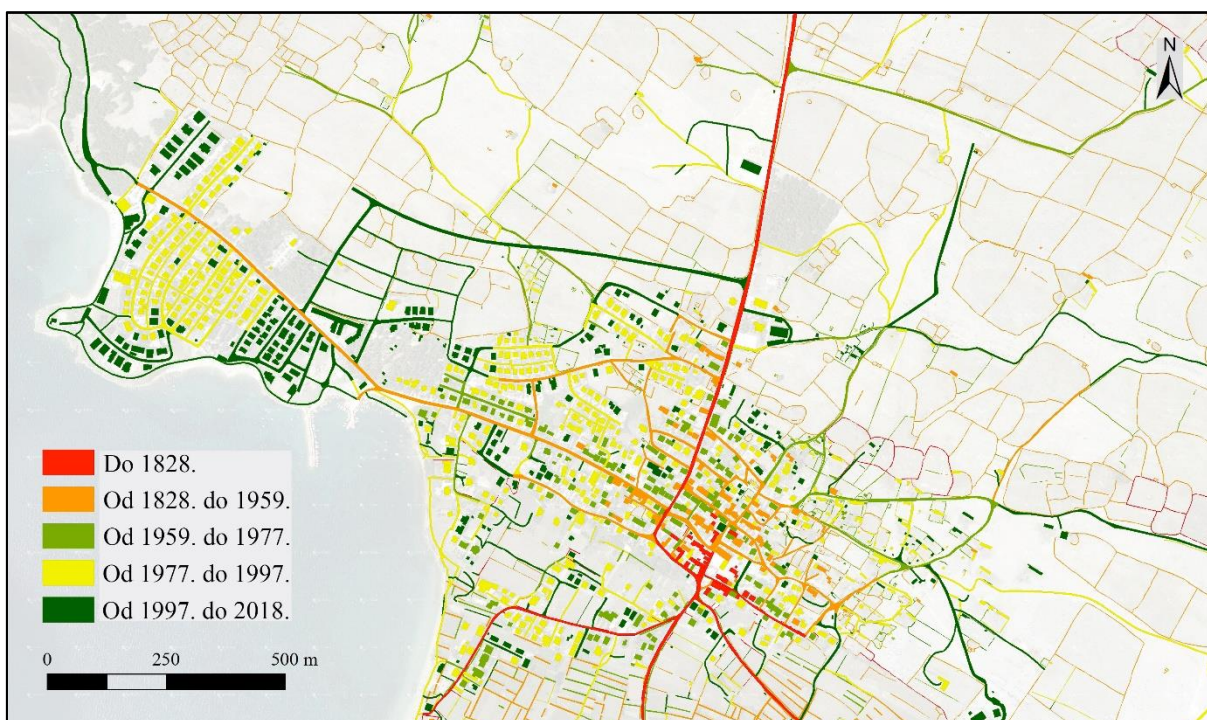 N
Do 1828.
Od 1828. do 1959.
Od 1959. do 1977.
Od 1977. do 1997.
Od 1997. do 2018.
0 250 500 m